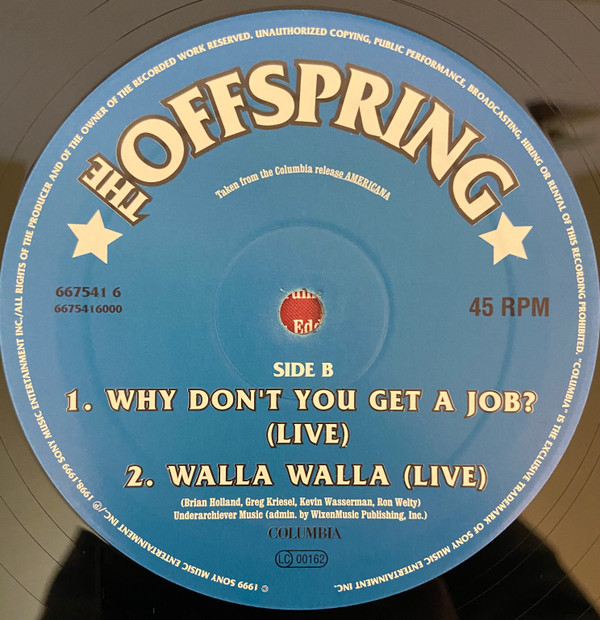 ℗ 1998,1999 SONY MUSIC ENTERTAINMENT INC./ALL RIGHTS OF THE PRODUCER AND OF THE OWNER OF THE RECORDED WORK RESERVED. UNAUTHORIZED COPYING, PUBLIC PERFORMANCE, BROADCASTING, HIRING OR RENTAL OF THIS RECORDING PROHIBITED. "COLUMBIA" IS THE EXCLUSIVE TRADEMARK OF SONY MUSIC ENTERTAINMENT INC.
THE OFFSPRING
Taken from the Columbia release AMERICANA
667541 6
6675416000
45 RPM
Edd
SIDE B
1. WHY DON'T YOU GET A JOB?
(LIVE)
2. WALLA WALLA (LIVE)
(Brian Holland, Greg Kriesel, Kevin Wasserman, Ron Welty)
Underarchiever Music (admin. by WixenMusic Publishing, Inc.)
COLUMBIA
LC 00162
© 1999 SONY MUSIC ENTERTAINMENT INC./